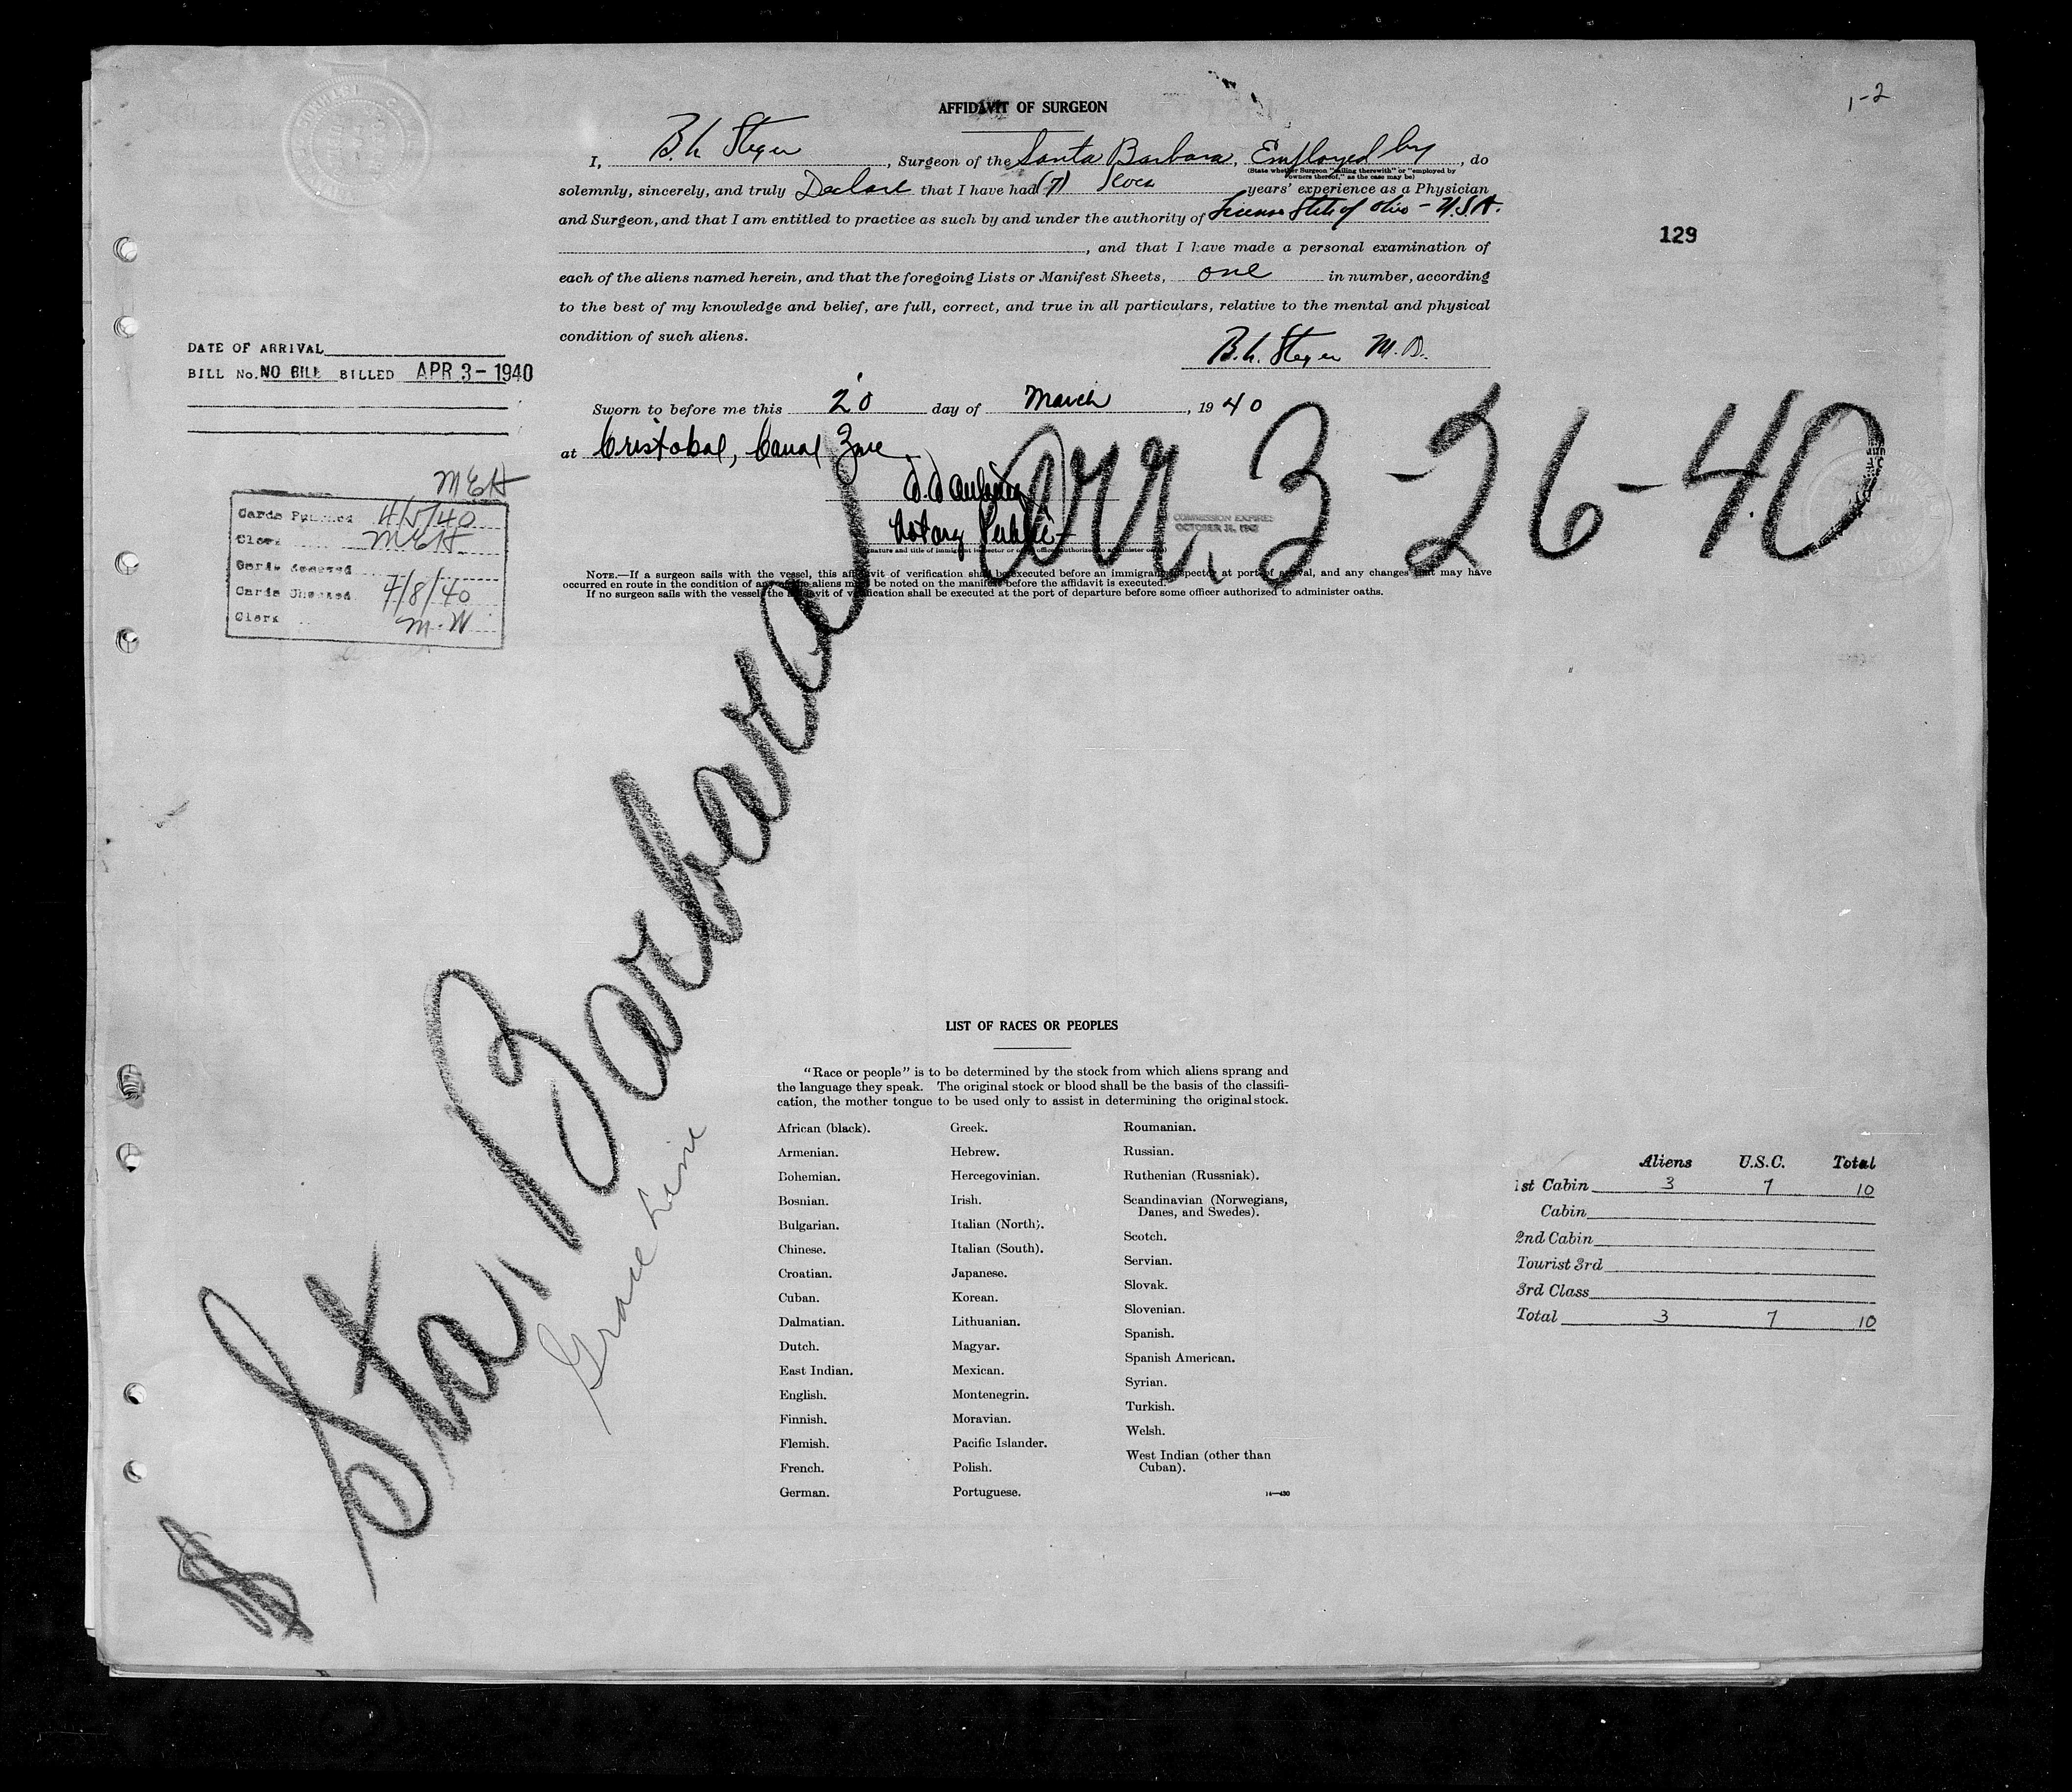 1-2
AFFIDAVIT OF SURGEON
I, B. h. Steger, Surgeon of the Santa Barbara, Employed by, do
(State whether Surgeon "sailing therewith" or "employed by
owners thereof," as the case may be)
solemnly, sincerely, and truly Declare that I have had (7) years' experience as a Physician
and Surgeon, and that I am entitled to practice as such by and under the authority of License State of Ohio - U.S.A.
, and that I have made a personal examination of
129
each of the aliens named herein, and that the foregoing Lists or Manifest Sheets, one in number, according
to the best of my knowledge and belief, are full, correct, and true in all particulars, relative to the mental and physical
condition of such aliens.
B. h. Steger M.D.
DATE OF ARRIVAL
BILL No. NO BILL BILLED APR 3 - 1940
Sworn to before me this 20 day of March, 1940
at Cristobal, Canal Zone
Notary Public
COMMISSION EXPIRES
OCTOBER 31, 1942
(Signature and title of immigrant inspector or other officer authorized to administer oaths)
Arr. 3-26-40
MEH
Cards Punched 4/5/40
Clerk MEH
Cards
Cards Checked 4/8/40
Clerk M.W
NOTE.—If a surgeon sails with the vessel, this affidavit of verification shall be executed before an immigrant inspector at port of arrival, and any changes that may have
occurred en route in the condition of any of the aliens must be noted on the manifest before the affidavit is executed.
If no surgeon sails with the vessel, the affidavit of verification shall be executed at the port of departure before some officer authorized to administer oaths.
Sta. Barbara
Grace Line
LIST OF RACES OR PEOPLES
"Race or people" is to be determined by the stock from which aliens sprang and
the language they speak. The original stock or blood shall be the basis of the classifi-
cation, the mother tongue to be used only to assist in determining the original stock.
African (black).
Armenian.
Bohemian.
Bosnian.
Bulgarian.
Chinese.
Croatian.
Cuban.
Dalmatian.
Dutch.
East Indian.
English.
Finnish.
Flemish.
French.
German.
Greek.
Hebrew.
Hercegovinian.
Irish.
Italian (North).
Italian (South).
Japanese.
Korean.
Lithuanian.
Magyar.
Mexican.
Montenegrin.
Moravian.
Pacific Islander.
Polish.
Portuguese.
Roumanian.
Russian.
Ruthenian (Russniak).
Scandinavian (Norwegians,
Danes, and Swedes).
Scotch.
Servian.
Slovak.
Slovenian.
Spanish.
Spanish American.
Syrian.
Turkish.
Welsh.
West Indian (other than
Cuban).
14—430
Aliens U.S.C. Total
1st Cabin 3 7 10
Cabin
2nd Cabin
Tourist 3rd
3rd Class
Total 3 7 10